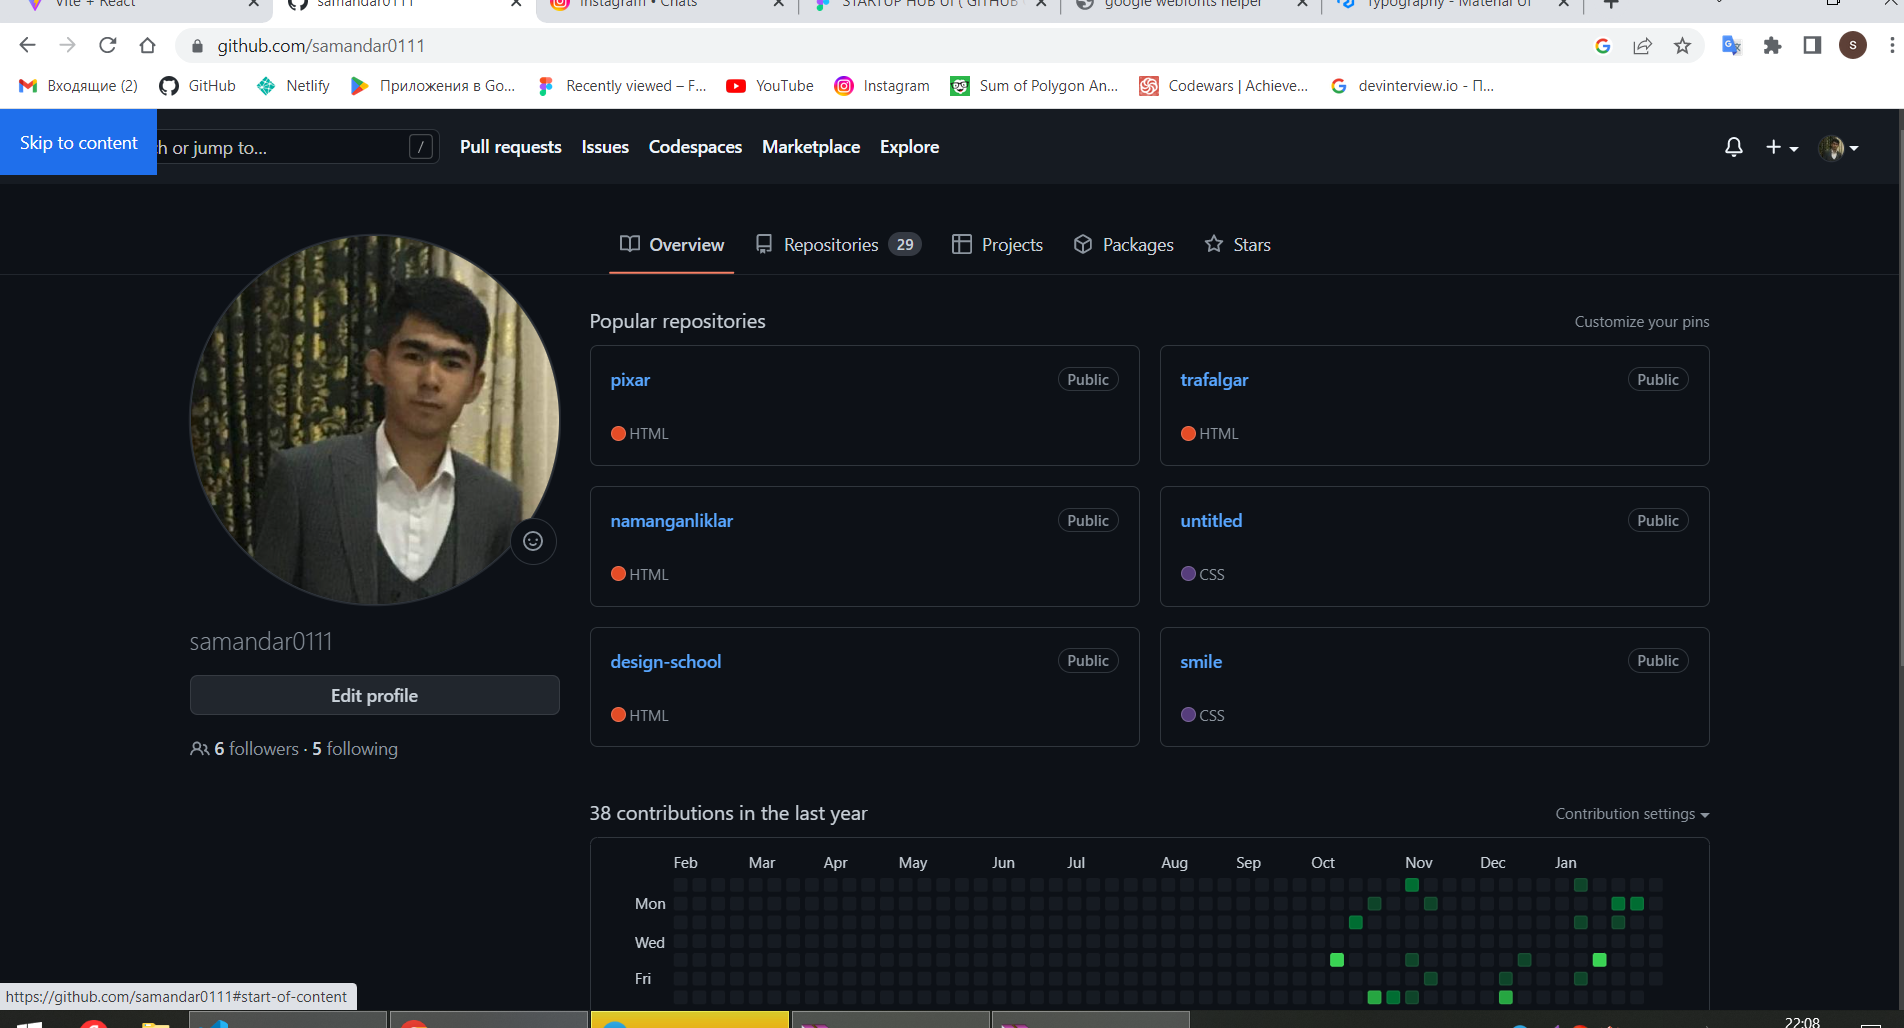 Vite + React
samandar0111
Instagram • Chats
STARTUP HUB UI ( GITHUB
google webfonts helper
Typography - Material UI
github.com/samandar0111
S
Входящие (2)
GitHub
Netlify
Приложения в Go...
Recently viewed – F...
YouTube
Instagram
Sum of Polygon An...
Codewars | Achieve...
devinterview.io - П...
Skip to content
h or jump to...
/
Pull requests
Issues
Codespaces
Marketplace
Explore
Overview
Repositories 29
Projects
Packages
Stars
Popular repositories
Customize your pins
pixar
Public
HTML
trafalgar
Public
HTML
namanganliklar
Public
HTML
untitled
Public
CSS
design-school
Public
HTML
smile
Public
CSS
samandar0111
Edit profile
6 followers · 5 following
38 contributions in the last year
Contribution settings
Feb Mar Apr May Jun Jul Aug Sep Oct Nov Dec Jan
Mon
Wed
Fri
https://github.com/samandar0111#start-of-content
22:08